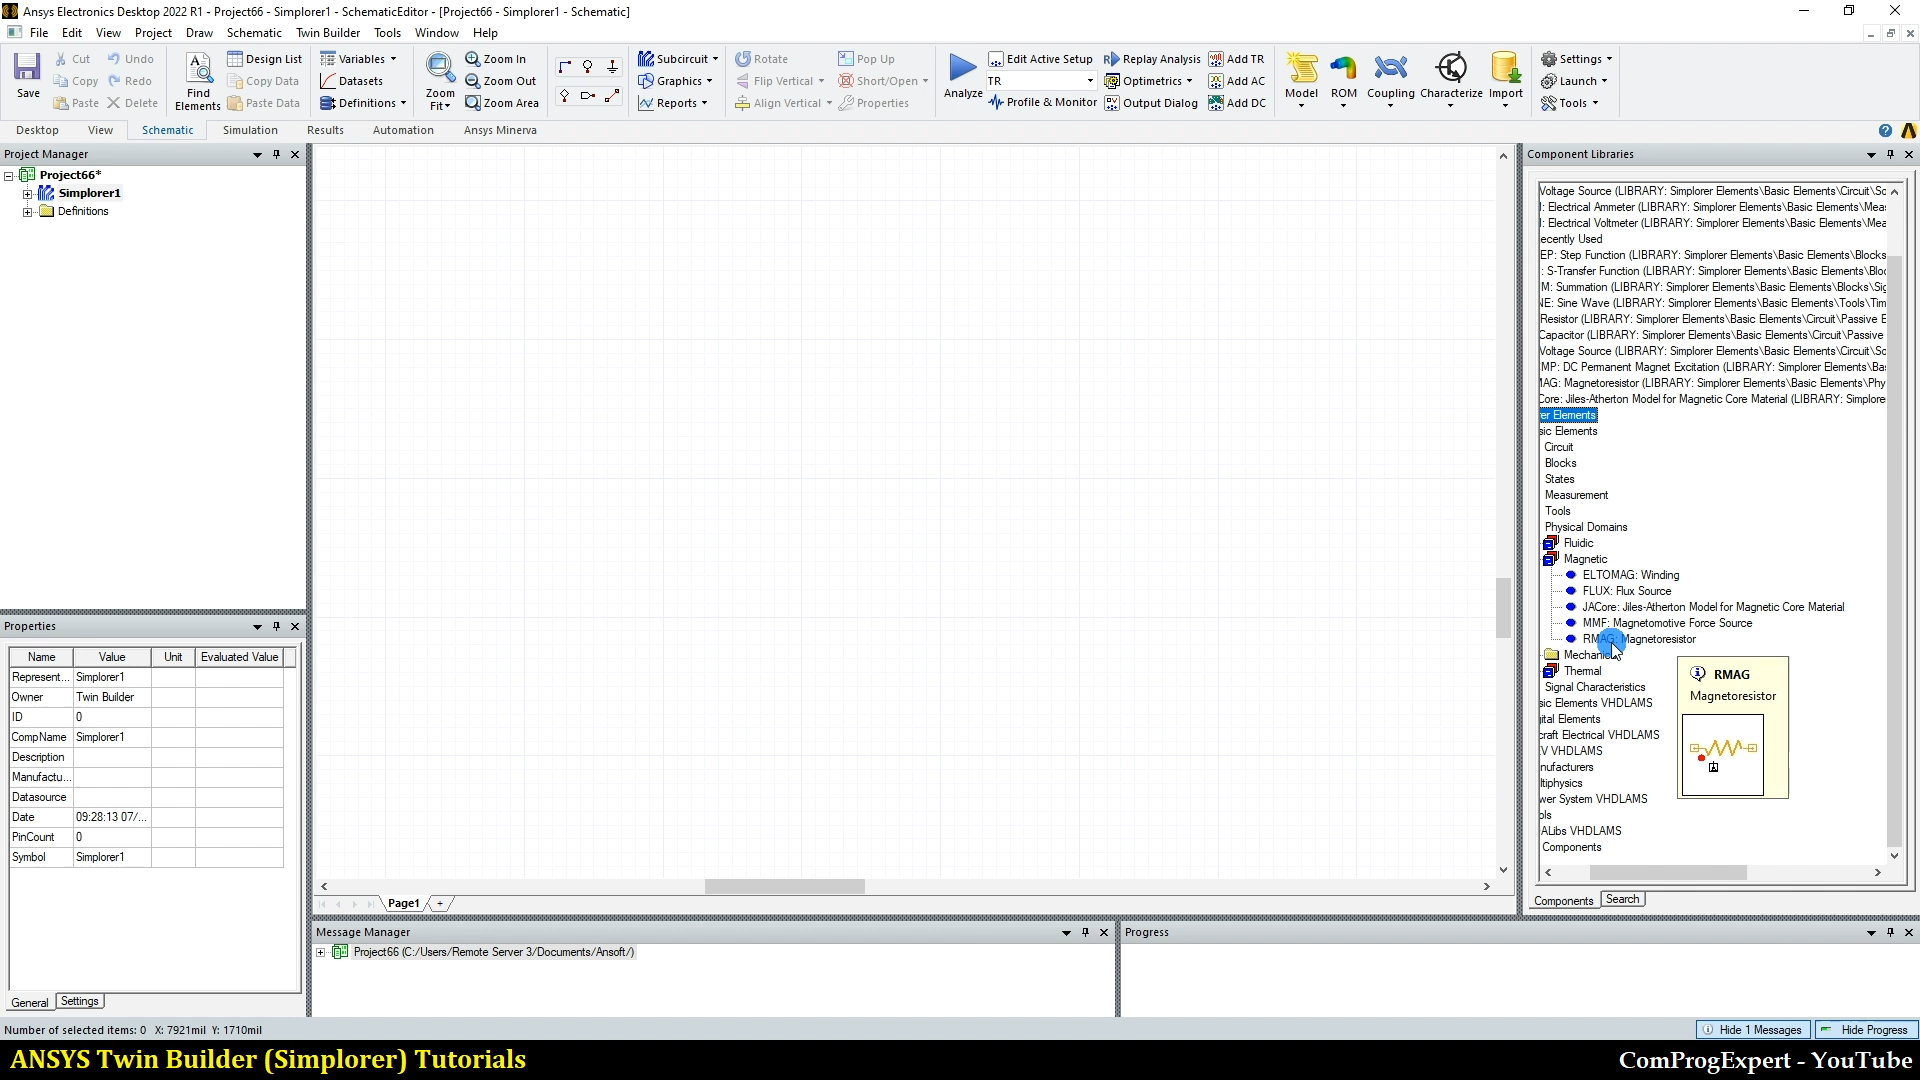 Ansys Electronics Desktop 2022 R1 - Project66 - Simplorer1 - SchematicEditor - [Project66 - Simplorer1 - Schematic]
File Edit View Project Draw Schematic Twin Builder Tools Window Help
Save
Cut
Copy
Paste
Undo
Redo
Delete
Find
Elements
Design List
Copy Data
Paste Data
Variables
Datasets
Definitions
Zoom
Fit
Zoom In
Zoom Out
Zoom Area
Subcircuit
Graphics
Reports
Rotate
Flip Vertical
Align Vertical
Pop Up
Short/Open
Properties
Analyze
Edit Active Setup
TR
Profile & Monitor
Replay Analysis
Optimetrics
Output Dialog
Add TR
Add AC
Add DC
Model
ROM
Coupling
Characterize
Import
Settings
Launch
Tools
Desktop View Schematic Simulation Results Automation Ansys Minerva
Project Manager
Project66*
Simplorer1
Definitions
Properties
Name Value Unit Evaluated Value
Represent... Simplorer1
Owner Twin Builder
ID 0
CompName Simplorer1
Description
Manufactu...
Datasource
Date 09:28:13 07/...
PinCount 0
Symbol Simplorer1
General Settings
Page1 +
Message Manager
Project66 (C:/Users/Remote Server 3/Documents/Ansoft/)
Progress
Component Libraries
Voltage Source (LIBRARY: Simplorer Elements\Basic Elements\Circuit\So
: Electrical Ammeter (LIBRARY: Simplorer Elements\Basic Elements\Meas
: Electrical Voltmeter (LIBRARY: Simplorer Elements\Basic Elements\Mea
ecently Used
EP: Step Function (LIBRARY: Simplorer Elements\Basic Elements\Blocks
: S-Transfer Function (LIBRARY: Simplorer Elements\Basic Elements\Bloc
M: Summation (LIBRARY: Simplorer Elements\Basic Elements\Blocks\Sig
NE: Sine Wave (LIBRARY: Simplorer Elements\Basic Elements\Tools\Tim
Resistor (LIBRARY: Simplorer Elements\Basic Elements\Circuit\Passive E
Capacitor (LIBRARY: Simplorer Elements\Basic Elements\Circuit\Passive
Voltage Source (LIBRARY: Simplorer Elements\Basic Elements\Circuit\So
MP: DC Permanent Magnet Excitation (LIBRARY: Simplorer Elements\Ba
MAG: Magnetoresistor (LIBRARY: Simplorer Elements\Basic Elements\Phy
Core: Jiles-Atherton Model for Magnetic Core Material (LIBRARY: Simplore
er Elements
sic Elements
Circuit
Blocks
States
Measurement
Tools
Physical Domains
Fluidic
Magnetic
ELTOMAG: Winding
FLUX: Flux Source
JACore: Jiles-Atherton Model for Magnetic Core Material
MMF: Magnetomotive Force Source
RMAG: Magnetoresistor
Mechanic
Thermal
Signal Characteristics
sic Elements VHDLAMS
ital Elements
craft Electrical VHDLAMS
V VHDLAMS
nufacturers
ltiphysics
wer System VHDLAMS
ols
ALibs VHDLAMS
Components
RMAG
Magnetoresistor
Components Search
Number of selected items: 0 X: 7921mil Y: 1710mil
Hide 1 Messages
Hide Progress
ANSYS Twin Builder (Simplorer) Tutorials
ComProgExpert - YouTube